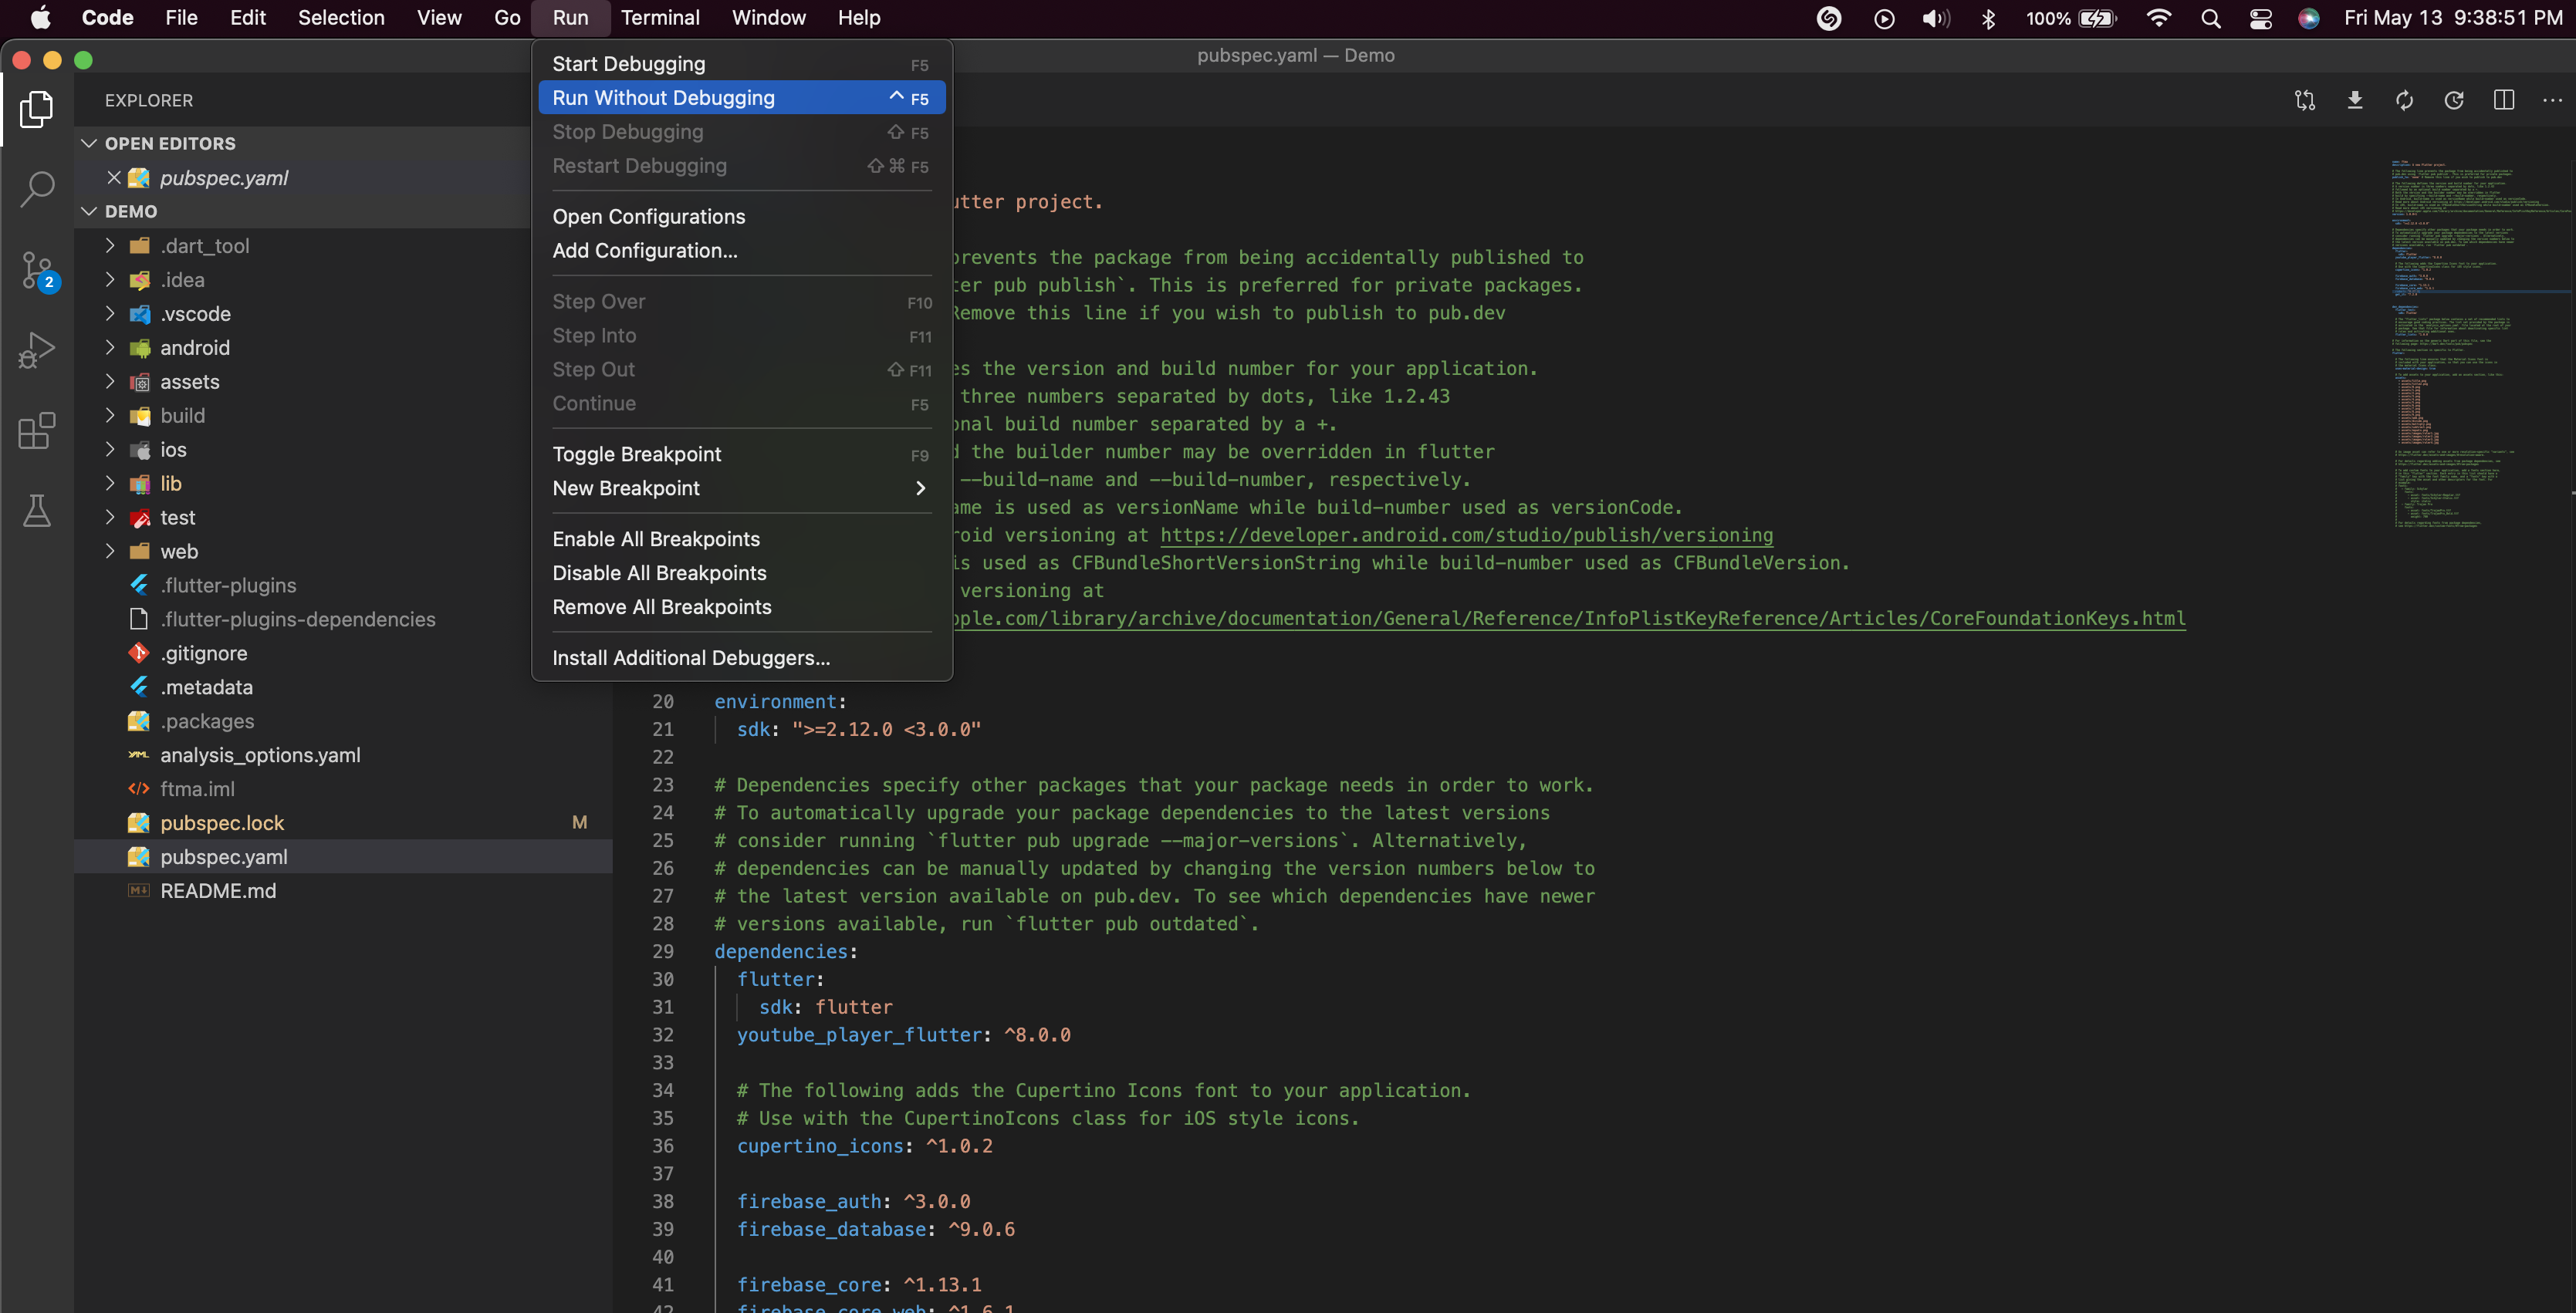 Code File Edit Selection View Go Run Terminal Window Help 100% Fri May 13 9:38:51 PM
pubspec.yaml — Demo
EXPLORER
OPEN EDITORS
pubspec.yaml
DEMO
.dart_tool
.idea
2
.vscode
android
assets
build
ios
lib
test
web
.flutter-plugins
.flutter-plugins-dependencies
.gitignore
.metadata
.packages
analysis_options.yaml
ftma.iml
pubspec.lock M
pubspec.yaml
README.md
Start Debugging F5
Run Without Debugging ^ F5
Stop Debugging ⇧ F5
Restart Debugging ⇧ ⌘ F5
Open Configurations
Add Configuration...
Step Over F10
Step Into F11
Step Out ⇧ F11
Continue F5
Toggle Breakpoint F9
New Breakpoint >
Enable All Breakpoints
Disable All Breakpoints
Remove All Breakpoints
Install Additional Debuggers...
utter project.
prevents the package from being accidentally published to
ter pub publish`. This is preferred for private packages.
Remove this line if you wish to publish to pub.dev
es the version and build number for your application.
three numbers separated by dots, like 1.2.43
onal build number separated by a +.
d the builder number may be overridden in flutter
--build-name and --build-number, respectively.
ame is used as versionName while build-number used as versionCode.
roid versioning at https://developer.android.com/studio/publish/versioning
is used as CFBundleShortVersionString while build-number used as CFBundleVersion.
versioning at
pple.com/library/archive/documentation/General/Reference/InfoPlistKeyReference/Articles/CoreFoundationKeys.html
20 environment:
21 sdk: ">=2.12.0 <3.0.0"
22
23 # Dependencies specify other packages that your package needs in order to work.
24 # To automatically upgrade your package dependencies to the latest versions
25 # consider running `flutter pub upgrade --major-versions`. Alternatively,
26 # dependencies can be manually updated by changing the version numbers below to
27 # the latest version available on pub.dev. To see which dependencies have newer
28 # versions available, run `flutter pub outdated`.
29 dependencies:
30 flutter:
31 sdk: flutter
32 youtube_player_flutter: ^8.0.0
33
34 # The following adds the Cupertino Icons font to your application.
35 # Use with the CupertinoIcons class for iOS style icons.
36 cupertino_icons: ^1.0.2
37
38 firebase_auth: ^3.0.0
39 firebase_database: ^9.0.6
40
41 firebase_core: ^1.13.1
42 firebase_core_web: ^1.6.1